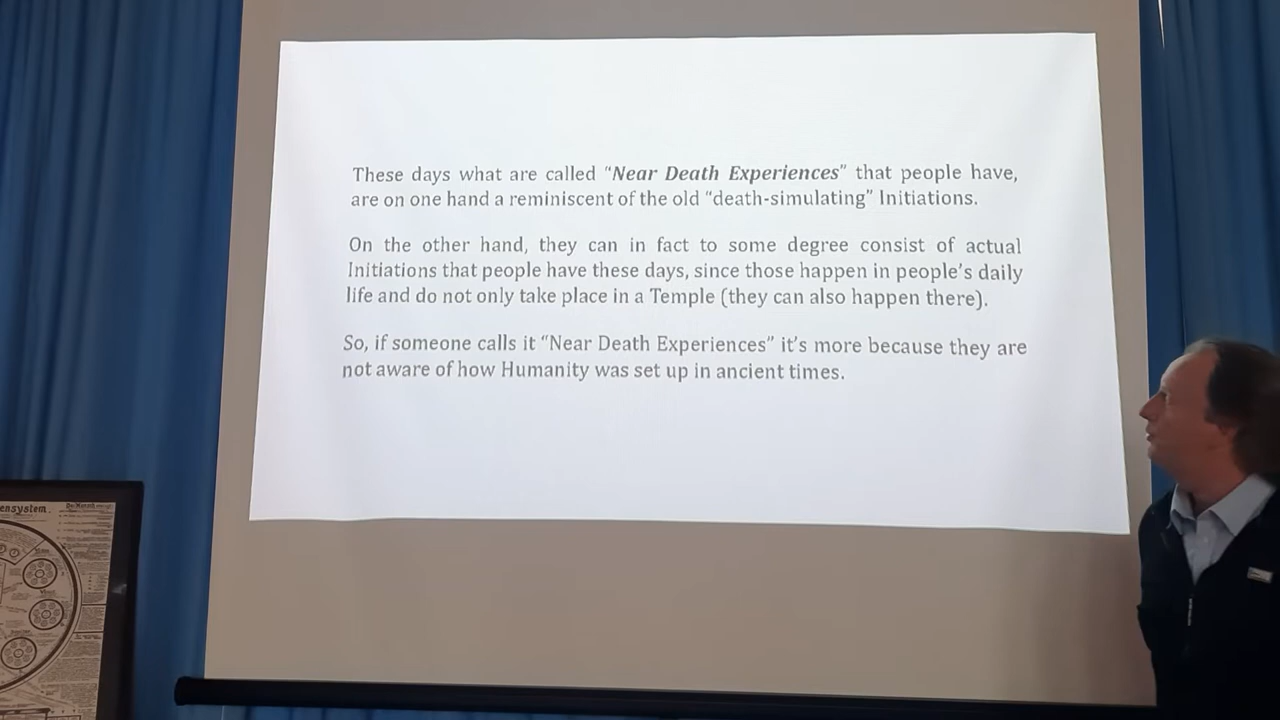 These days what are called “Near Death Experiences” that people have,
are on one hand a reminiscent of the old “death-simulating” Initiations.
On the other hand, they can in fact to some degree consist of actual
Initiations that people have these days, since those happen in people’s daily
life and do not only take place in a Temple (they can also happen there).
So, if someone calls it “Near Death Experiences” it’s more because they are
not aware of how Humanity was set up in ancient times.
ensystem.